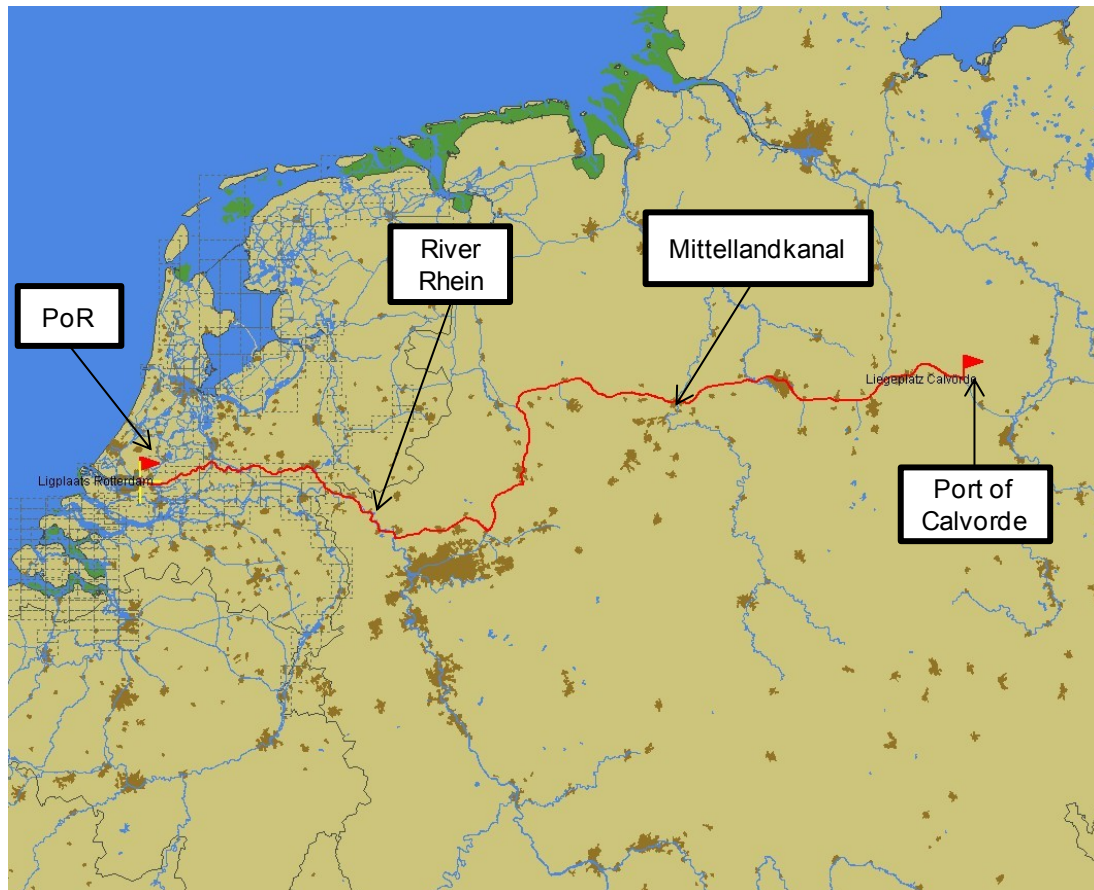 River
Rhein
Mittellandkanal
PoR
Liegeplatz Calvorde
Ligplaats Rotterdam
Port of
Calvorde